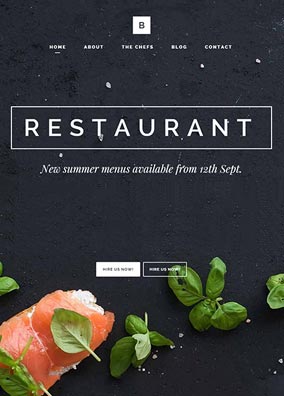 B
HOME ABOUT THE CHEFS BLOG CONTACT
RESTAURANT
New summer menus available from 12th Sept.
HIRE US NOW! HIRE US NOW!